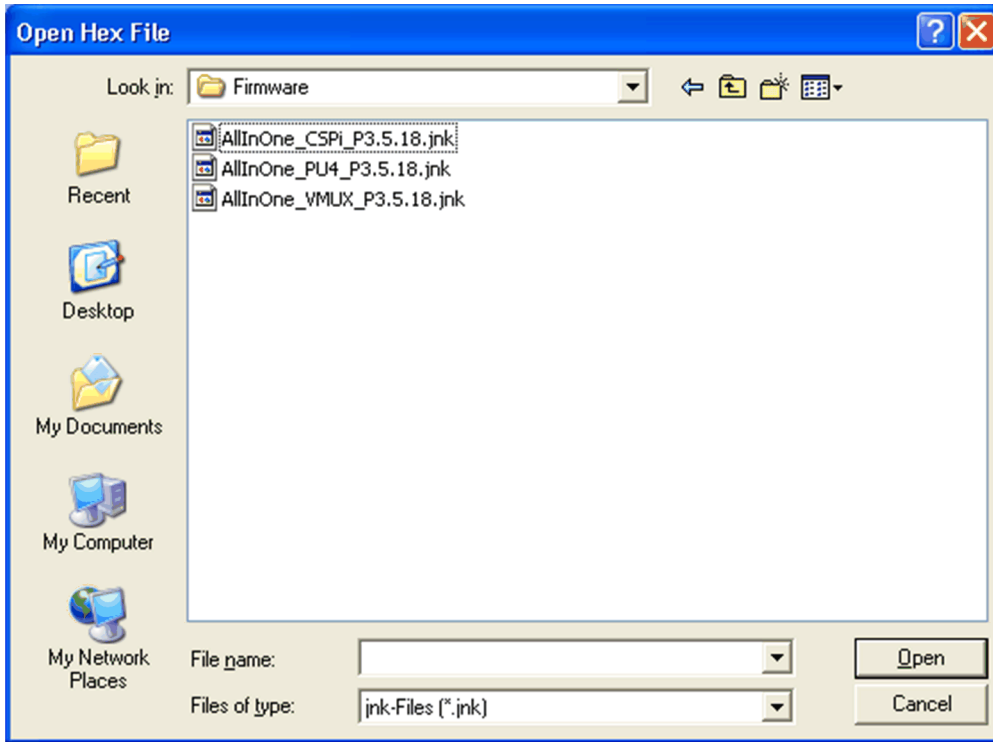 Open Hex File
Look in: Firmware
AllInOne_CSPi_P3.5.18.jnk
AllInOne_PU4_P3.5.18.jnk
AllInOne_VMUX_P3.5.18.jnk
Recent
Desktop
My Documents
My Computer
My Network
Places
File name:
Open
Files of type: jnk-Files (*.jnk)
Cancel